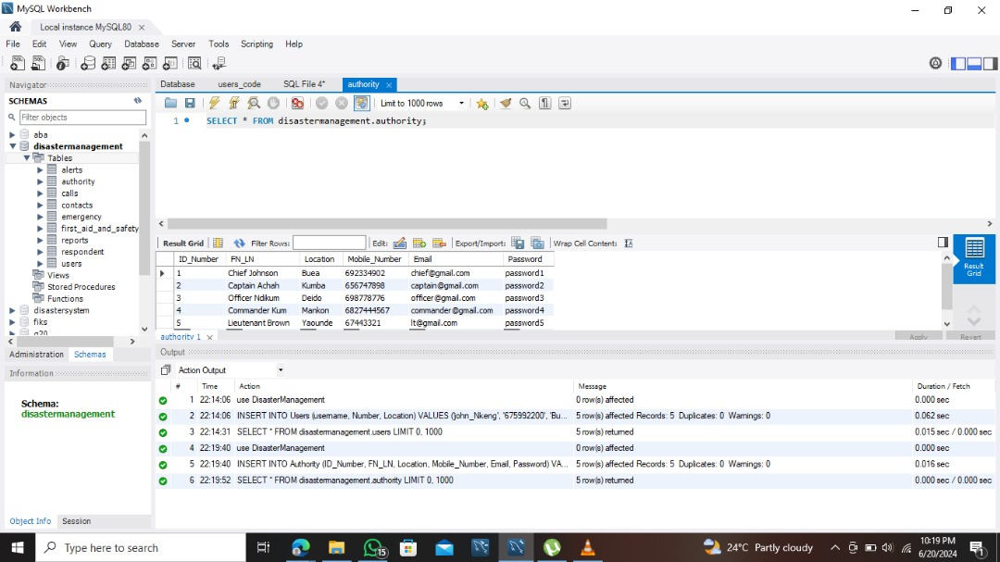 MySQL Workbench
Local instance MySQL80 ×
File Edit View Query Database Server Tools Scripting Help
Navigator
SCHEMAS
Filter objects
aba
disastermanagement
Tables
alerts
authority
calls
contacts
emergency
first_aid_and_safety
reports
respondent
users
Views
Stored Procedures
Functions
disastersystem
fiks
g20
Administration Schemas
Information
Schema:
disastermanagement
Object Info Session
Database users_code SQL File 4* authority ×
Limit to 1000 rows
1 SELECT * FROM disastermanagement.authority;
Result Grid Filter Rows: Edit: Export/Import: Wrap Cell Content:
Result Grid
ID_Number FN_LN Location Mobile_Number Email Password
1 Chief Johnson Buea 692334902 chief@gmail.com password1
2 Captain Achah Kumba 656747898 captain@gmail.com password2
3 Officer Ndikum Deido 698778776 officer@gmail.com password3
4 Commander Kum Mankon 6827444567 commander@gmail.com password4
5 Lieutenant Brown Yaounde 67443321 lt@gmail.com password5
authority 1 × Apply Revert
Output
Action Output
# Time Action Message Duration / Fetch
1 22:14:06 use DisasterManagement 0 row(s) affected 0.000 sec
2 22:14:06 INSERT INTO Users (username, Number, Location) VALUES ('john_Nkeng', '675992200', 'Bu... 5 row(s) affected Records: 5 Duplicates: 0 Warnings: 0 0.062 sec
3 22:14:31 SELECT * FROM disastermanagement.users LIMIT 0, 1000 5 row(s) returned 0.015 sec / 0.000 sec
4 22:19:40 use DisasterManagement 0 row(s) affected 0.000 sec
5 22:19:40 INSERT INTO Authority (ID_Number, FN_LN, Location, Mobile_Number, Email, Password) VA... 5 row(s) affected Records: 5 Duplicates: 0 Warnings: 0 0.016 sec
6 22:19:52 SELECT * FROM disastermanagement.authority LIMIT 0, 1000 5 row(s) returned 0.000 sec / 0.000 sec
Type here to search
15
24°C Partly cloudy
10:19 PM
6/20/2024
1